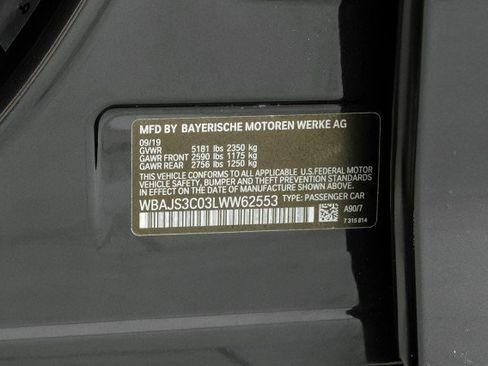 MFD BY BAYERISCHE MOTOREN WERKE AG
09/19
GVWR 5181 lbs 2350 kg
GAWR FRONT 2590 lbs 1175 kg
GAWR REAR 2756 lbs 1250 kg
THIS VEHICLE CONFORMS TO ALL APPLICABLE U.S.FEDERAL MOTOR
VEHICLE SAFETY, BUMPER, AND THEFT PREVENTION STANDARDS IN
EFFECT ON THE DATE OF MANUFACTURE SHOWN ABOVE.
WBAJS3C03LWW62553 TYPE: PASSENGER CAR
A90/7
7 315 814